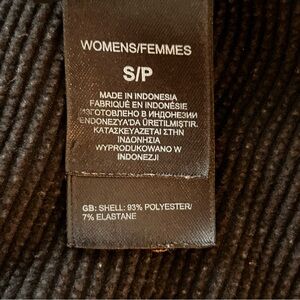 WOMENS/FEMMES
S/P
MADE IN INDONESIA
FABRIQUÉ EN INDONÉSIE
ИЗГОТОВЛЕНО В ИНДОНЕЗИИ
ENDONEZYA'DA ÜRETILMIŞTIR.
ΚΑΤΑΣΚΕΥΑΖΕΤΑΙ ΣΤΗΝ
ΙΝΔΟΝΗΣΙΑ
WYPRODUKOWANO W
INDONEZJI
GB: SHELL: 93% POLYESTER/
7% ELASTANE